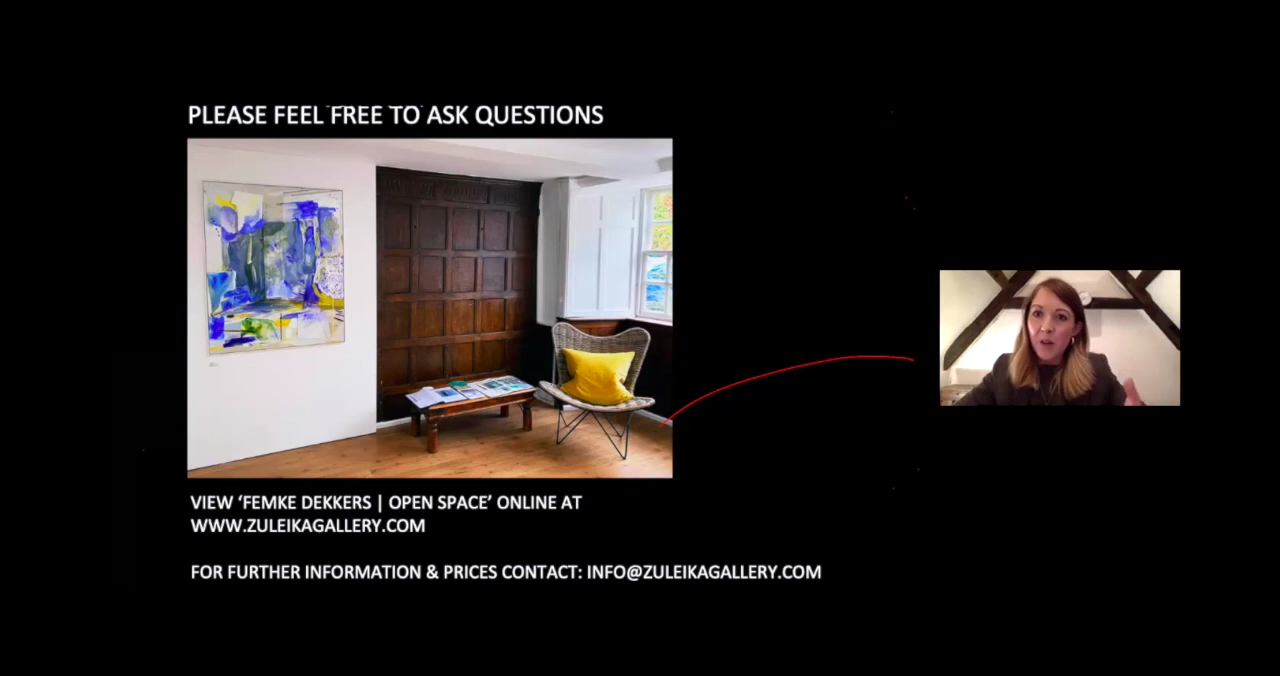 PLEASE FEEL FREE TO ASK QUESTIONS
VIEW ‘FEMKE DEKKERS | OPEN SPACE’ ONLINE AT
WWW.ZULEIKAGALLERY.COM
FOR FURTHER INFORMATION & PRICES CONTACT: INFO@ZULEIKAGALLERY.COM